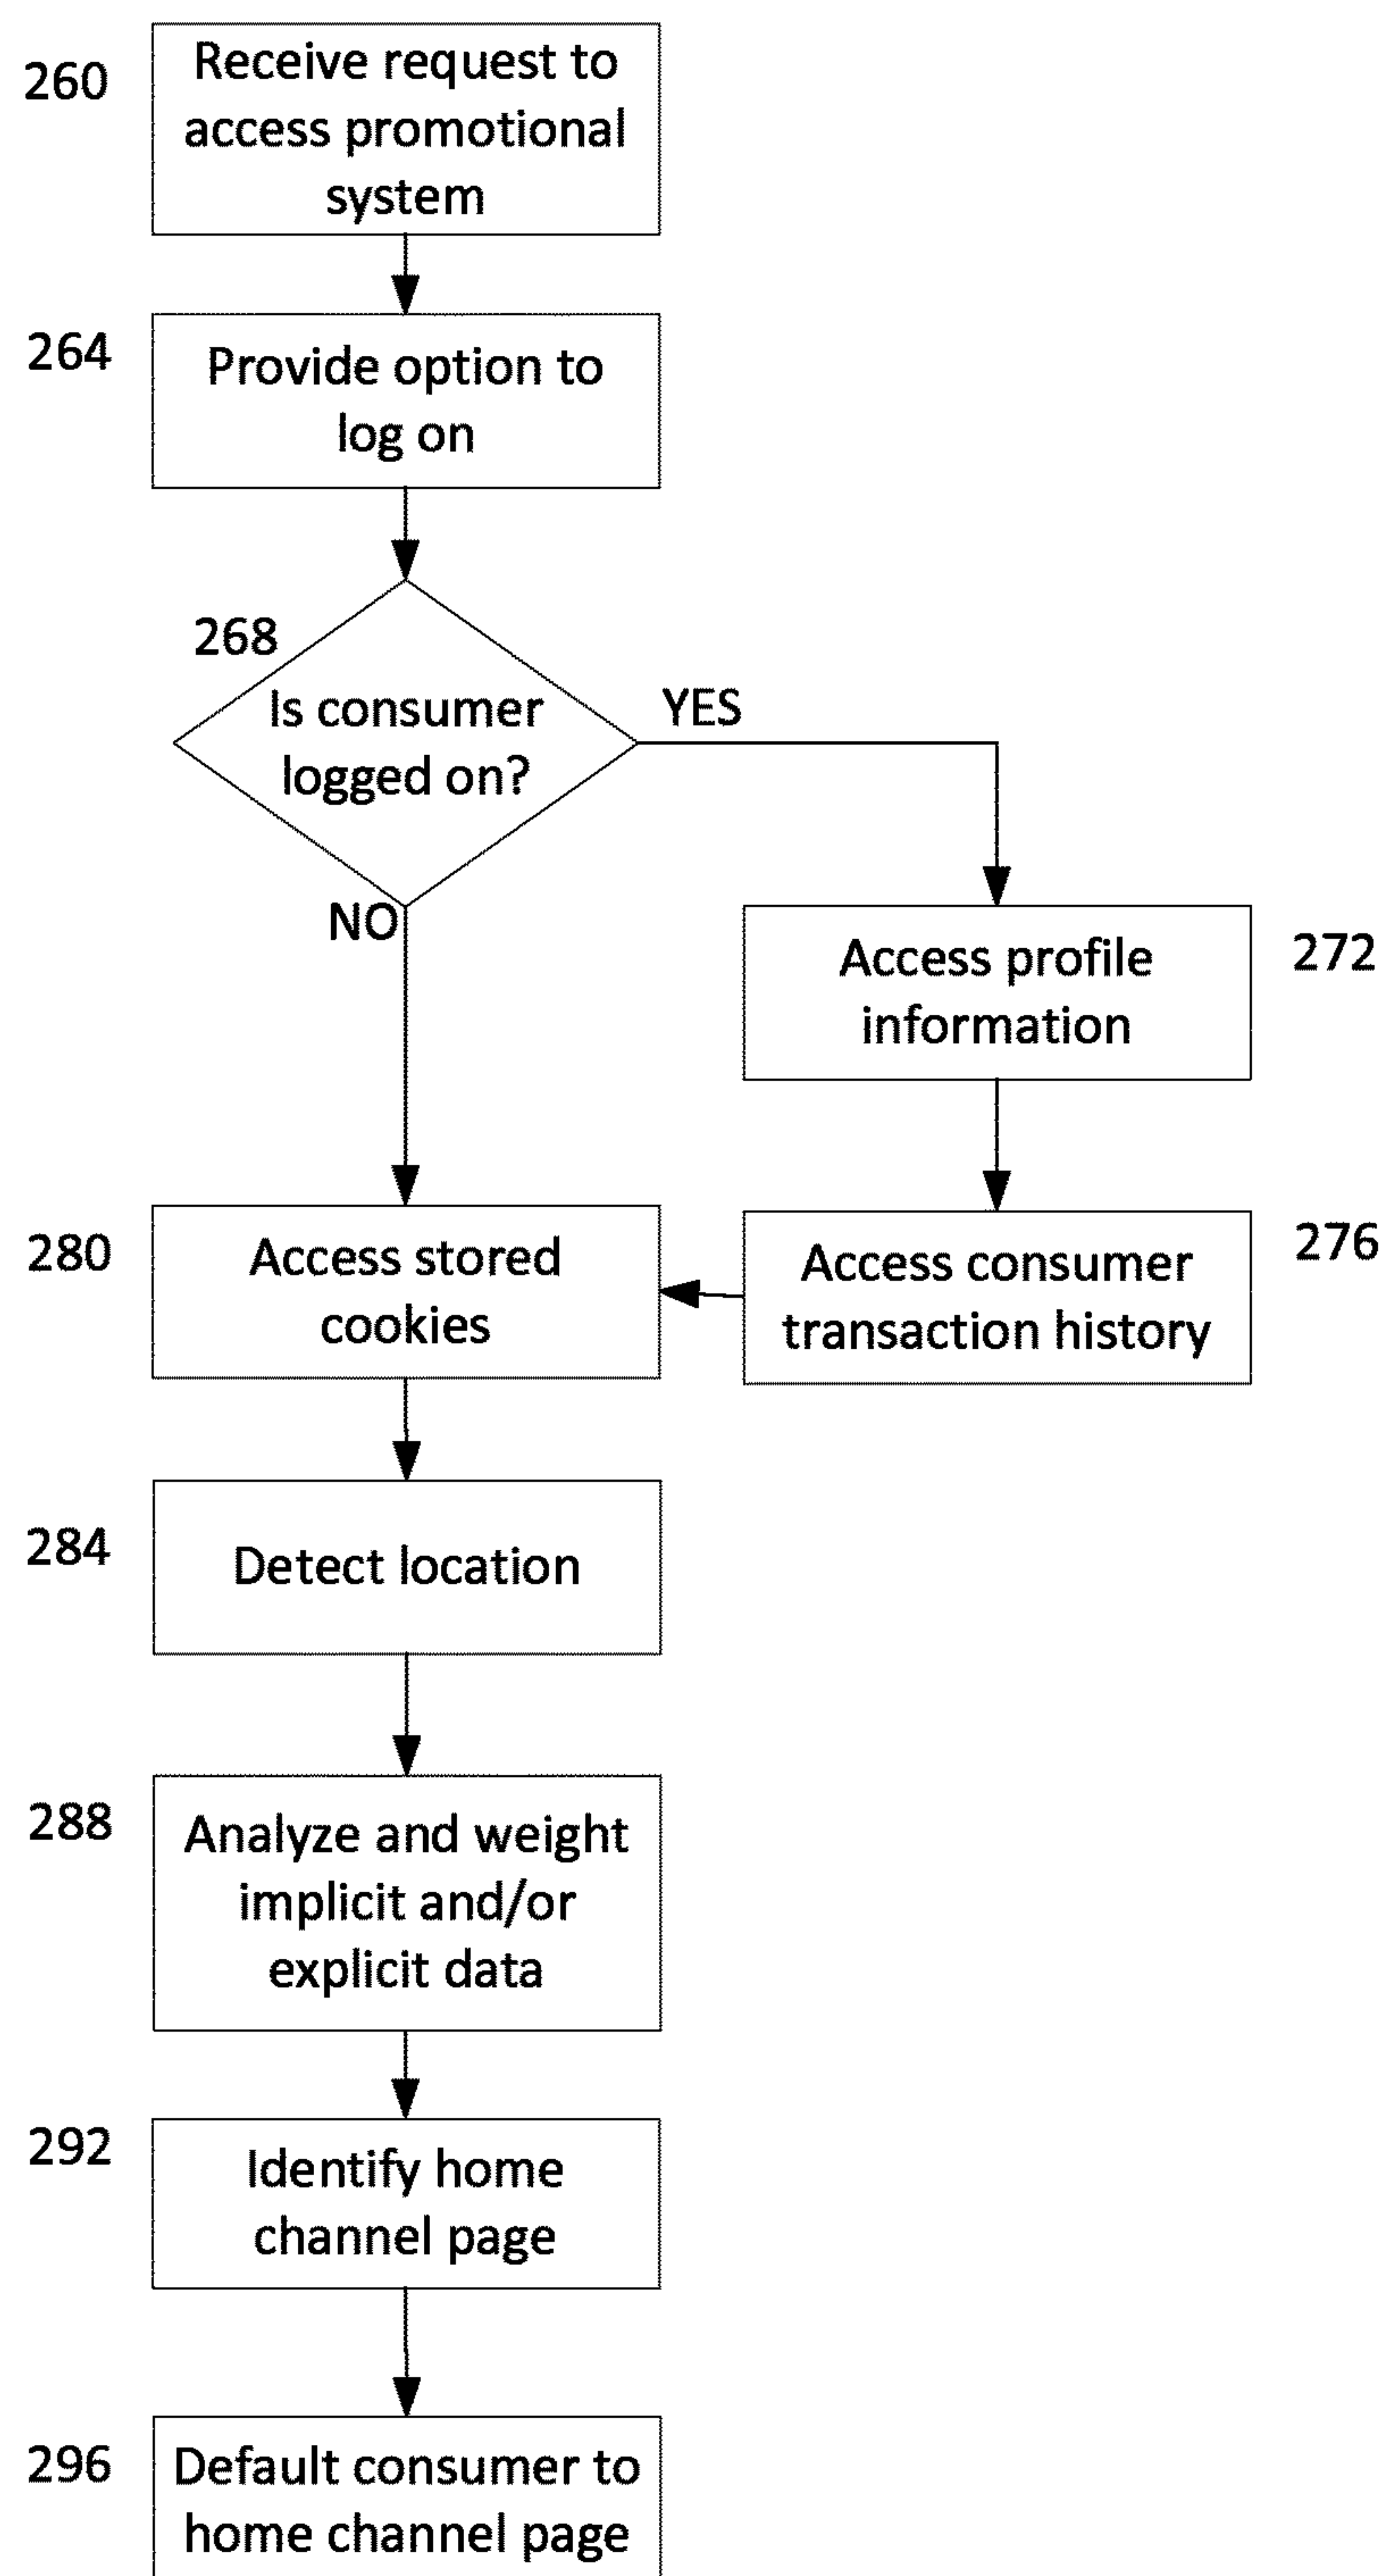 260
Receive request to
access promotional
system
264
Provide option to
log on
268
Is consumer
logged on?
YES
NO
Access profile
information
272
280
Access stored
cookies
Access consumer
transaction history
276
284
Detect location
288
Analyze and weight
implicit and/or
explicit data
292
Identify home
channel page
296
Default consumer to
home channel page